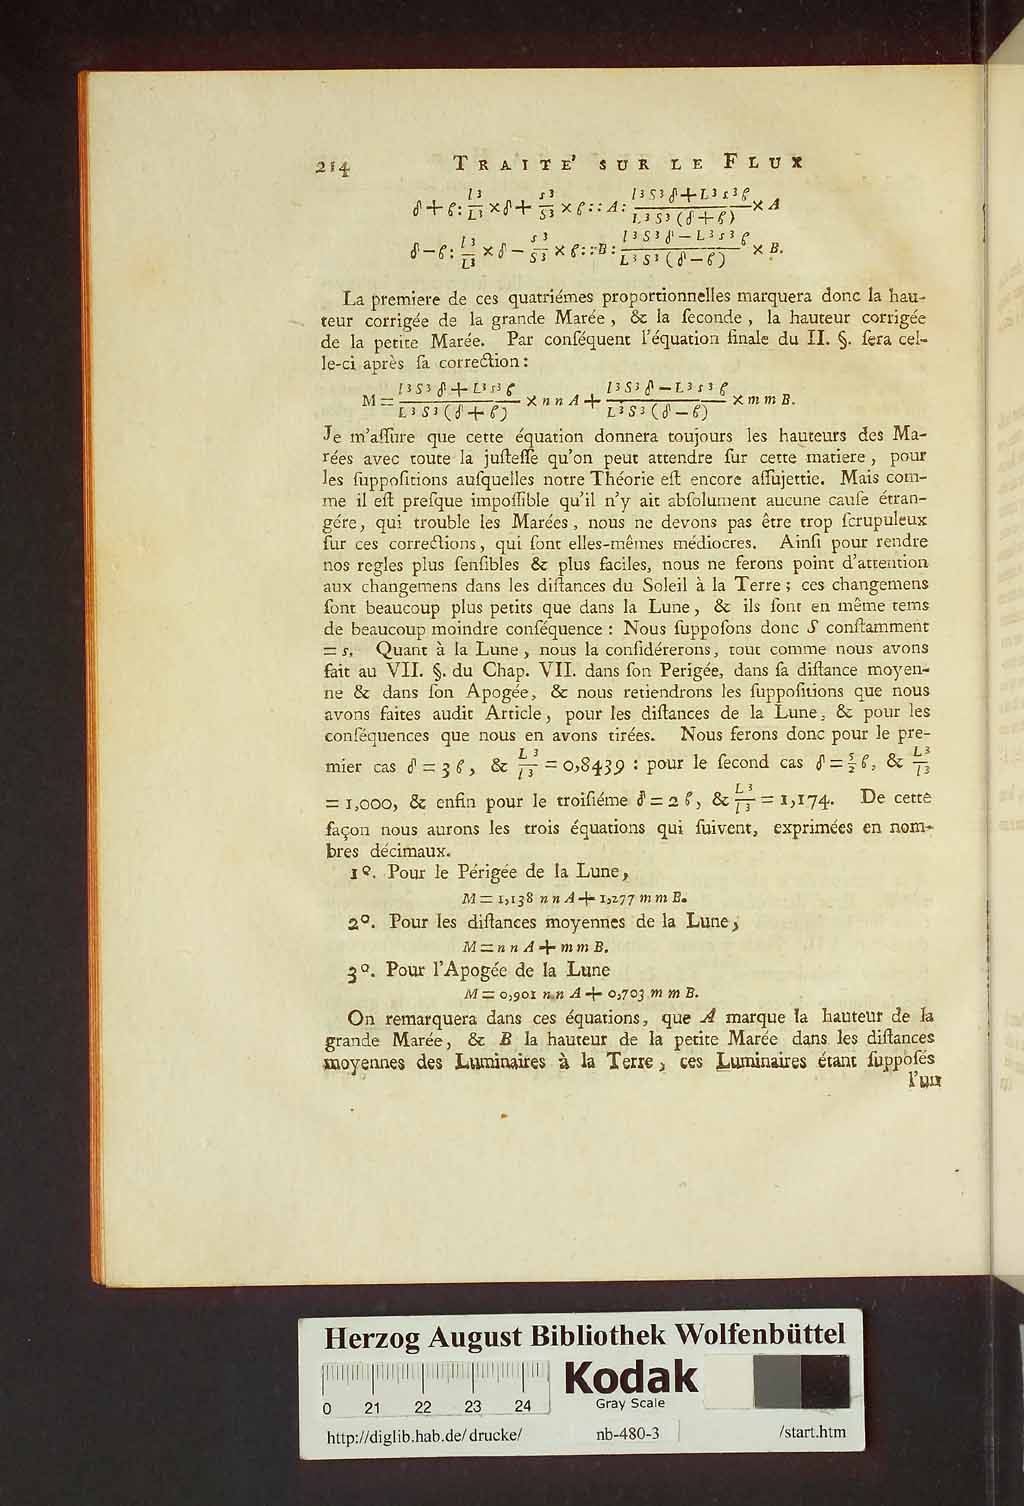 214 TRAITE' SUR LE FLUX
δ + ϐ : l³/L³ × δ + s³/S³ × ϐ :: A : (l³S³δ + L³s³ϐ)/(L³S³(δ + ϐ)) × A
δ − ϐ : l³/L³ × δ − s³/S³ × ϐ :: B : (l³S³δ − L³s³ϐ)/(L³S³(δ − ϐ)) × B.
La premiere de ces quatriémes proportionnelles marquera donc la hau-
teur corrigée de la grande Marée, & la ſeconde, la hauteur corrigée
de la petite Marée. Par conſéquent l'équation finale du II. §. ſera cel-
le-ci après ſa correction:
M = (l³S³δ + L³s³ϐ)/(L³S³(δ + ϐ)) × nnA + (l³S³δ − L³s³ϐ)/(L³S³(δ − ϐ)) × mmB.
Je m'aſſure que cette équation donnera toujours les hauteurs des Ma-
rées avec toute la juſteſſe qu'on peut attendre ſur cette matiere, pour
les ſuppoſitions auſquelles notre Théorie eſt encore aſſujettie. Mais com-
me il eſt preſque impoſſible qu'il n'y ait abſolument aucune cauſe étran-
gére, qui trouble les Marées, nous ne devons pas être trop ſcrupuleux
ſur ces corrections, qui ſont elles-mêmes médiocres. Ainſi pour rendre
nos regles plus ſenſibles & plus faciles, nous ne ferons point d'attention
aux changemens dans les diſtances du Soleil à la Terre; ces changemens
ſont beaucoup plus petits que dans la Lune, & ils ſont en même tems
de beaucoup moindre conſéquence : Nous ſuppoſons donc S conſtamment
= s. Quant à la Lune, nous la conſidérerons, tout comme nous avons
fait au VII. §. du Chap. VII. dans ſon Perigée, dans ſa diſtance moyen-
ne & dans ſon Apogée, & nous retiendrons les ſuppoſitions que nous
avons faites audit Article, pour les diſtances de la Lune, & pour les
conſéquences que nous en avons tirées. Nous ferons donc pour le pre-
mier cas δ = 3 ϐ, & L³/l³ = 0,8439 : pour le ſecond cas δ = 5/2 ϐ, & L³/l³
= 1,000, & enfin pour le troiſiéme δ = 2 ϐ, & L³/l³ = 1,174. De cette
façon nous aurons les trois équations qui ſuivent, exprimées en nom-
bres décimaux.
1º. Pour le Périgée de la Lune,
M = 1,138 nnA + 1,277 mmB.
2º. Pour les diſtances moyennes de la Lune,
M = nnA + mmB.
3º. Pour l'Apogée de la Lune
M = 0,901 nnA + 0,703 mmB.
On remarquera dans ces équations, que A marque la hauteur de la
grande Marée, & B la hauteur de la petite Marée dans les diſtances
moyennes des Luminaires à la Terre, ces Luminaires étant ſuppoſés
l'un
Herzog August Bibliothek Wolfenbüttel
Kodak
Gray Scale
0 21 22 23 24
http://diglib.hab.de/drucke/ nb-480-3 /start.htm